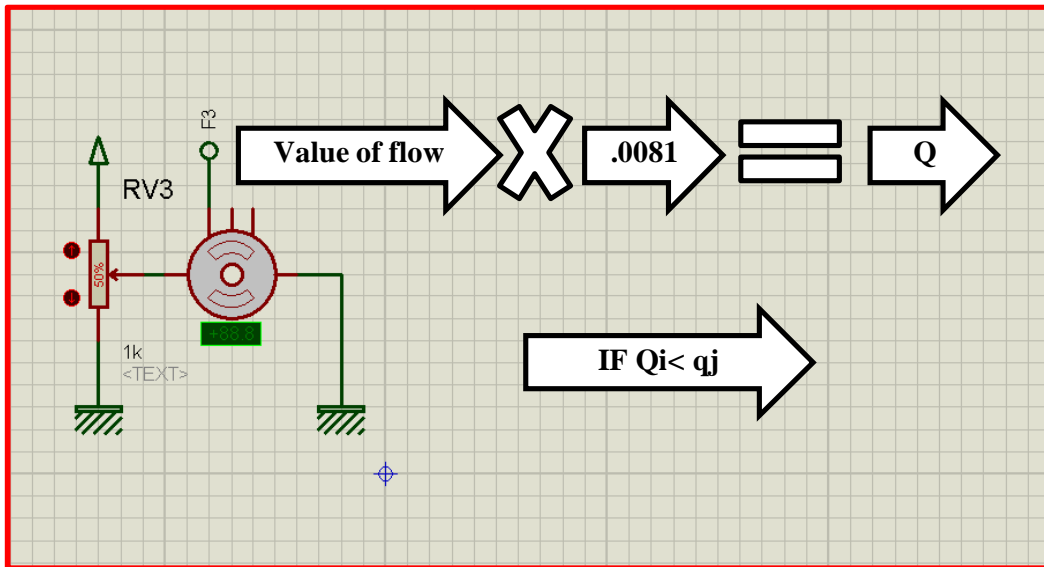 F3
Value of flow
.0081
Q
RV3
50%
+88.8
1k
<TEXT>
IF Qi< qj